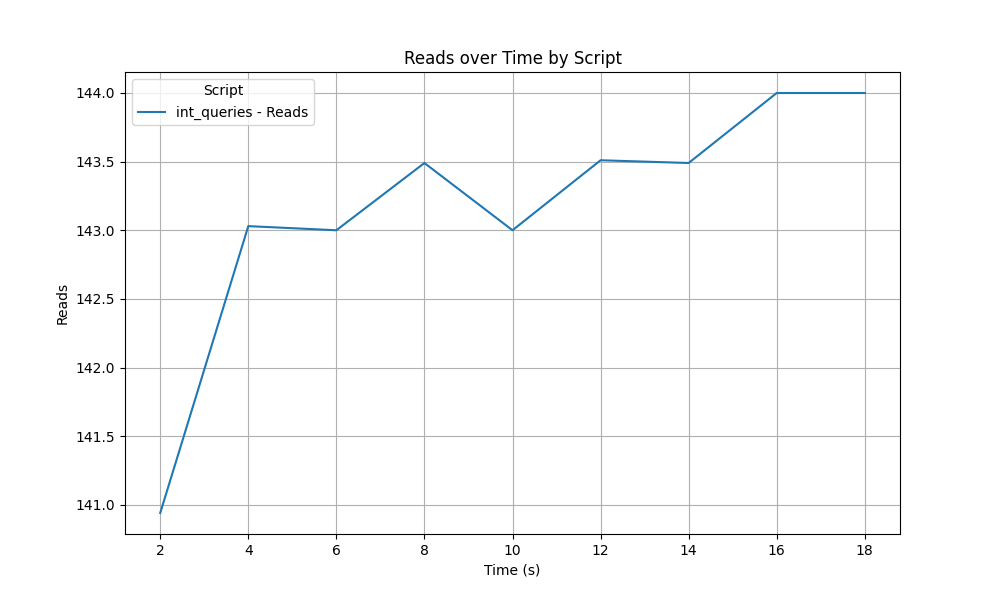 Reads over Time by Script
Script
int_queries - Reads
144.0
143.5
143.0
142.5
142.0
141.5
141.0
Reads
2 4 6 8 10 12 14 16 18
Time (s)